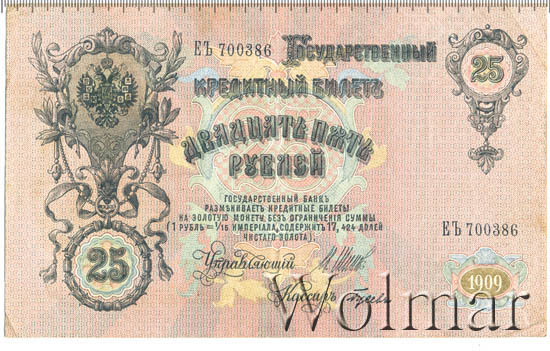 ЕЪ 700386
Государственный
25
кредитный билетъ
ДВАДЦАТЬ ПЯТЬ
РУБЛЕЙ
ГОСУДАРСТВЕННЫЙ БАНКЪ
РАЗМѢНИВАЕТЪ КРЕДИТНЫЕ БИЛЕТЫ
НА ЗОЛОТУЮ МОНЕТУ БЕЗЪ ОГРАНИЧЕНІЯ СУММЫ
(1 РУБЛЬ = 1/15 ИМПЕРІАЛА, СОДЕРЖИТЪ 17,424 ДОЛЕЙ
ЧИСТАГО ЗОЛОТА).
ЕЪ 700386
25
Управляющій
1909
Кассиръ
Wolmar